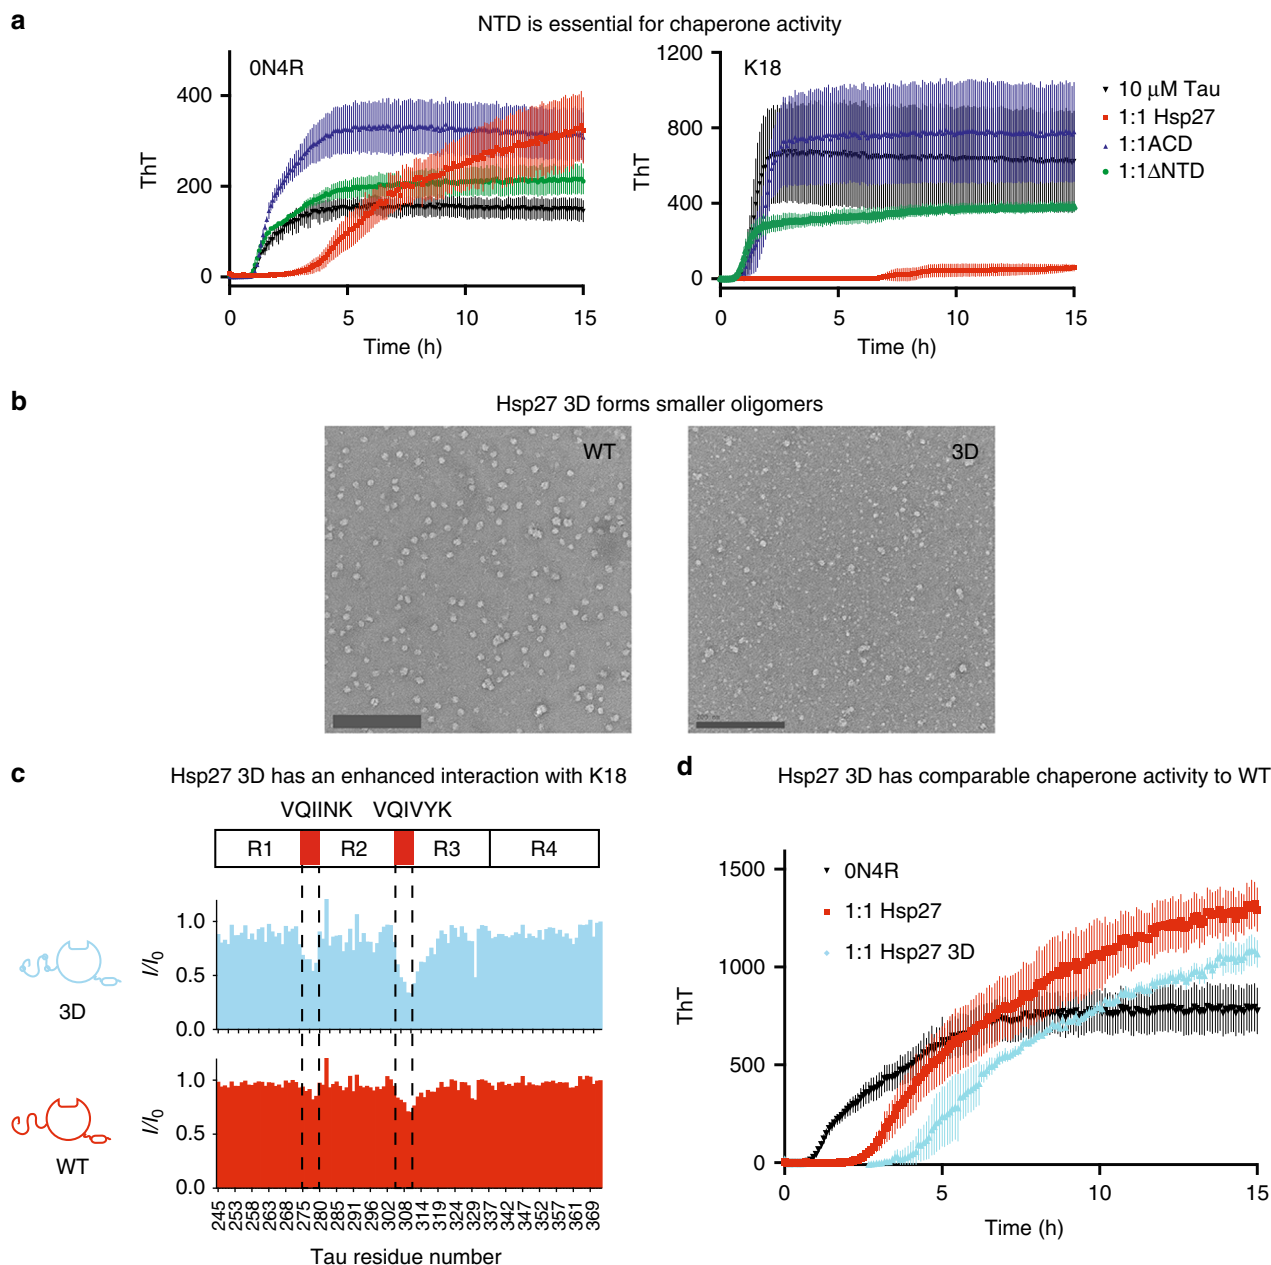 a
NTD is essential for chaperone activity
0N4R
400
200
0
ThT
0 5 10 15
Time (h)
K18
1200
800
400
0
ThT
0 5 10 15
Time (h)
10 μM Tau
1:1 Hsp27
1:1ACD
1:1ΔNTD
b
Hsp27 3D forms smaller oligomers
WT
3D
c
Hsp27 3D has an enhanced interaction with K18
VQIINK VQIVYK
R1 R2 R3 R4
1.0
0.5
0.0
I/I0
3D
1.0
0.5
0.0
I/I0
WT
245 253 258 263 268 275 280 285 291 296 302 308 314 319 324 329 337 342 347 352 357 361 369
Tau residue number
d
Hsp27 3D has comparable chaperone activity to WT
1500
1000
500
0
ThT
0N4R
1:1 Hsp27
1:1 Hsp27 3D
0 5 10 15
Time (h)